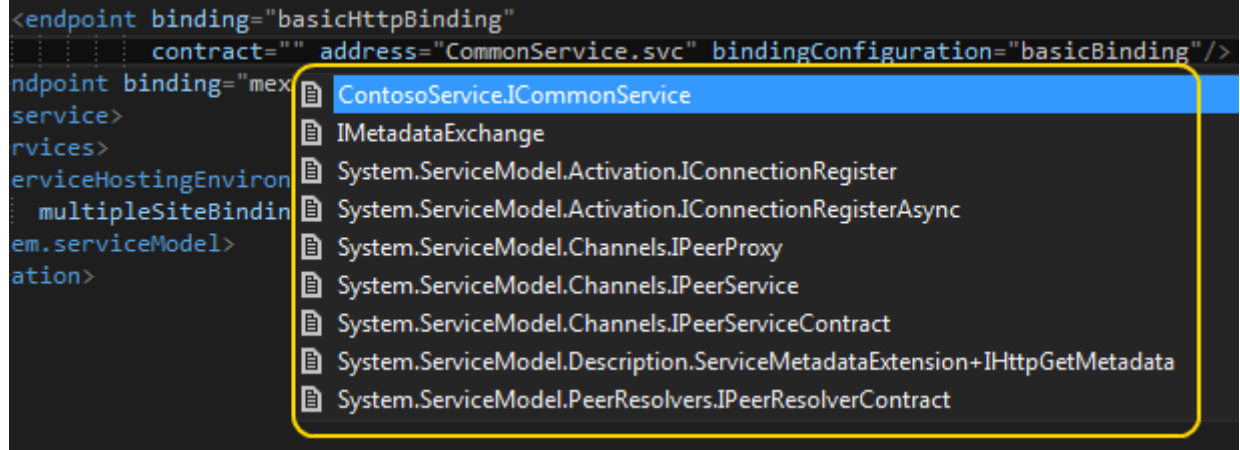 <endpoint binding="basicHttpBinding"
contract="" address="CommonService.svc" bindingConfiguration="basicBinding"/>
ndpoint binding="mex
service>
rvices>
erviceHostingEnviron
multipleSiteBindin
em.serviceModel>
ation>
ContosoService.ICommonService
IMetadataExchange
System.ServiceModel.Activation.IConnectionRegister
System.ServiceModel.Activation.IConnectionRegisterAsync
System.ServiceModel.Channels.IPeerProxy
System.ServiceModel.Channels.IPeerService
System.ServiceModel.Channels.IPeerServiceContract
System.ServiceModel.Description.ServiceMetadataExtension+IHttpGetMetadata
System.ServiceModel.PeerResolvers.IPeerResolverContract